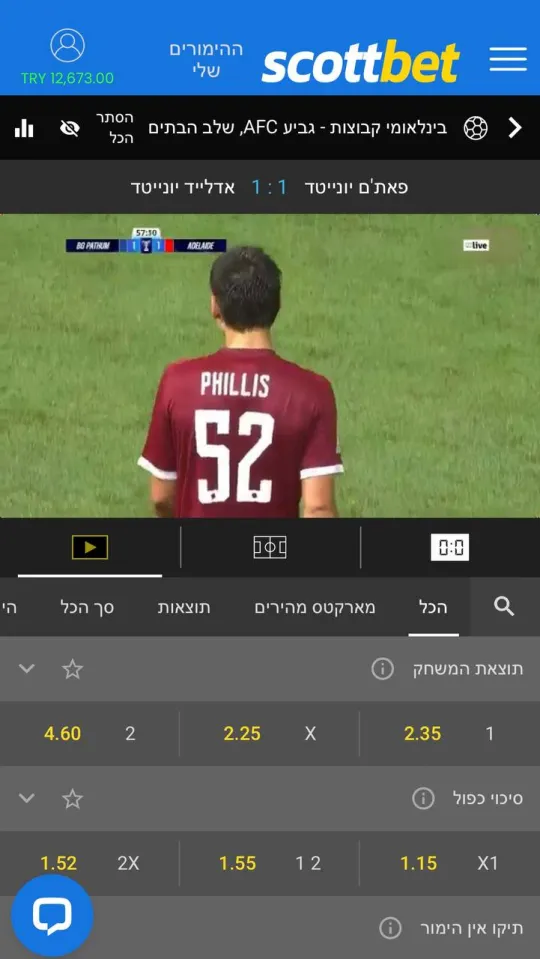 scottbet
ההימורים
שלי
TRY 12,673.00
בינלאומי קבוצות - גביע AFC, שלב הבתים
הסתר
הכל
פאת'ם יונייטד 1 : 1 אדלייד יונייטד
57:10
BG PATHUM 1 1 ADELAIDE
live
PHILLIS
52
0:0
הכל מארקטס מהירים תוצאות סך הכל הי
תוצאת המשחק
1 2.35 X 2.25 2 4.60
סיכוי כפול
X1 1.15 1 2 1.55 2X 1.52
תיקו אין הימור